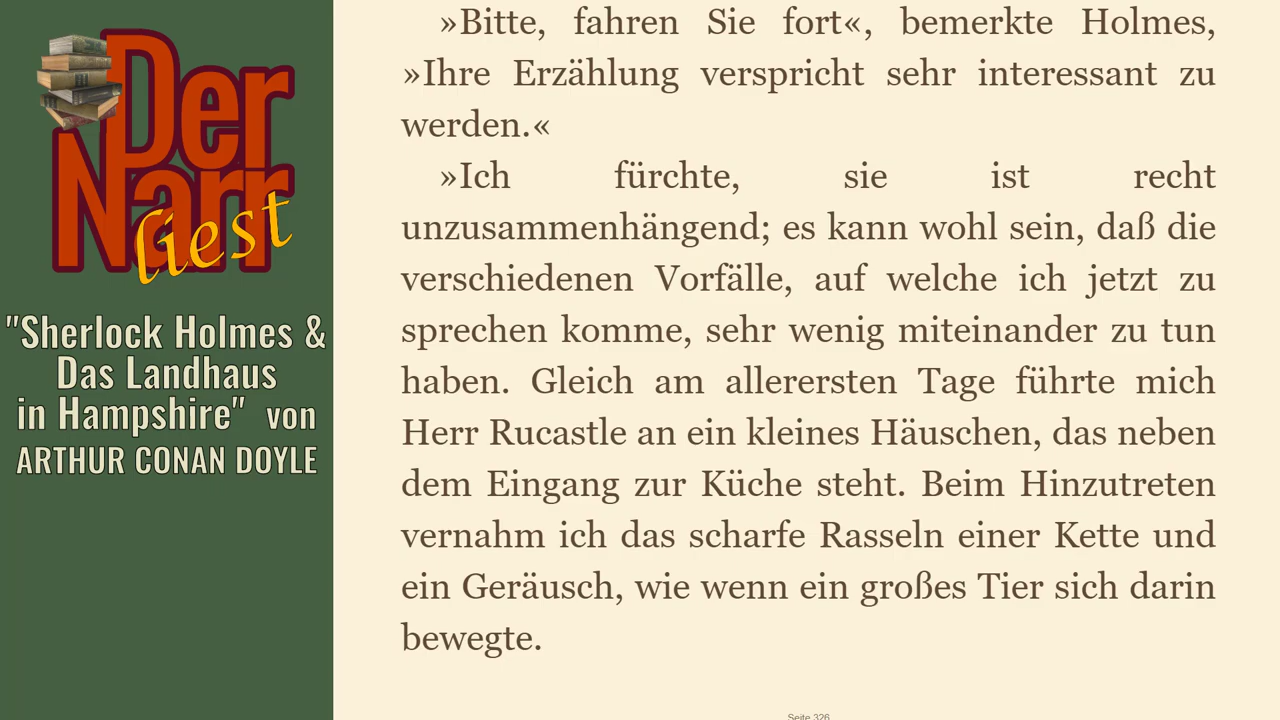 Der
Narr
liest
"Sherlock Holmes &
Das Landhaus
in Hampshire" von
ARTHUR CONAN DOYLE
»Bitte, fahren Sie fort«, bemerkte Holmes,
»Ihre Erzählung verspricht sehr interessant zu
werden.«
»Ich fürchte, sie ist recht
unzusammenhängend; es kann wohl sein, daß die
verschiedenen Vorfälle, auf welche ich jetzt zu
sprechen komme, sehr wenig miteinander zu tun
haben. Gleich am allerersten Tage führte mich
Herr Rucastle an ein kleines Häuschen, das neben
dem Eingang zur Küche steht. Beim Hinzutreten
vernahm ich das scharfe Rasseln einer Kette und
ein Geräusch, wie wenn ein großes Tier sich darin
bewegte.
Seite 326